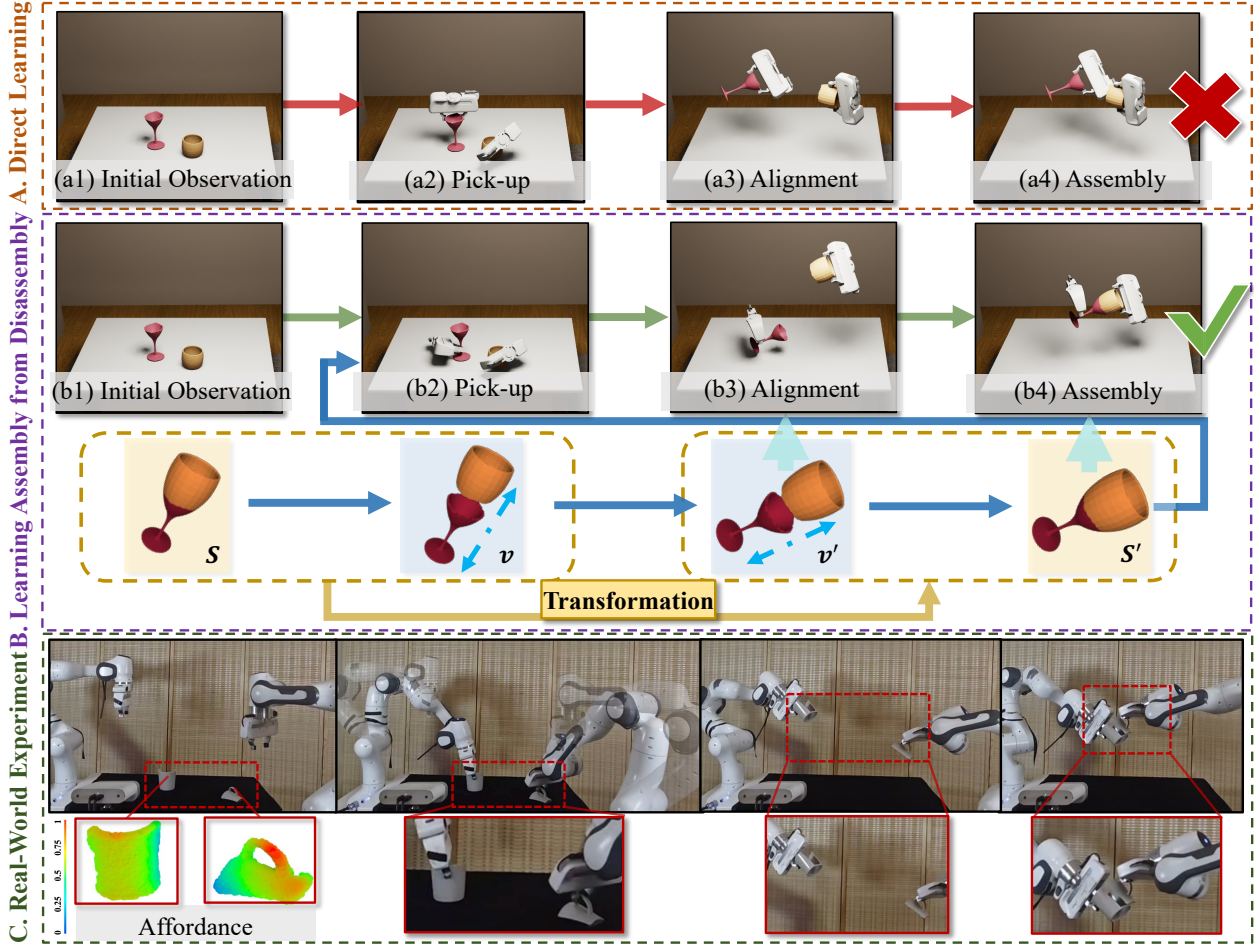 A. Direct Learning
(a1) Initial Observation
(a2) Pick-up
(a3) Alignment
(a4) Assembly
B. Learning Assembly from Disassembly
(b1) Initial Observation
(b2) Pick-up
(b3) Alignment
(b4) Assembly
S
v
v'
S'
Transformation
C. Real-World Experiment
0 0.25 0.5 0.75 1
Affordance